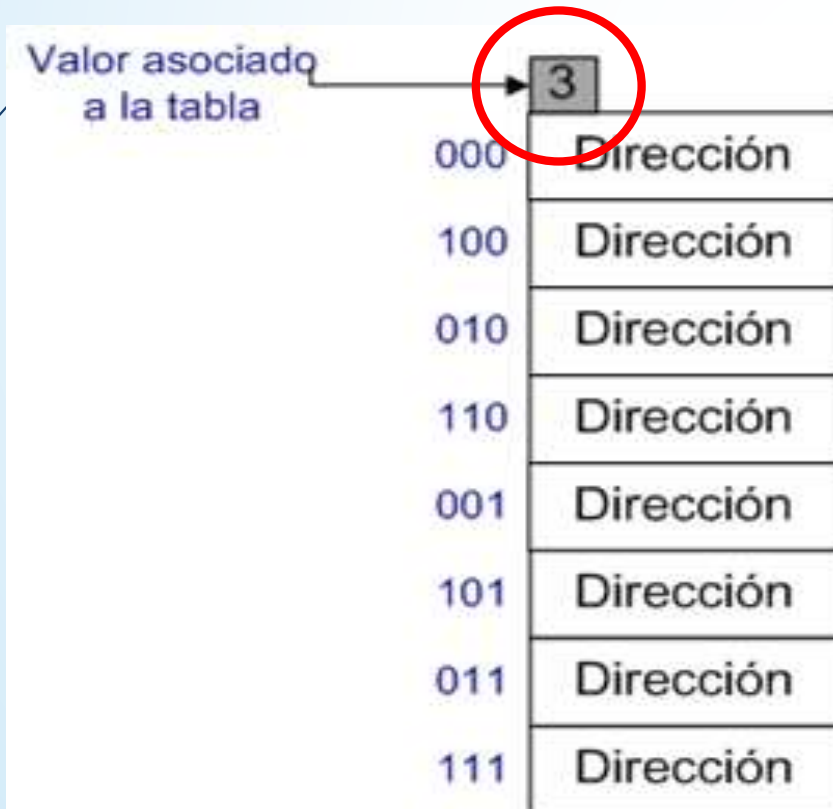 Valor asociado
a la tabla
3
000 Dirección
100 Dirección
010 Dirección
110 Dirección
001 Dirección
101 Dirección
011 Dirección
111 Dirección